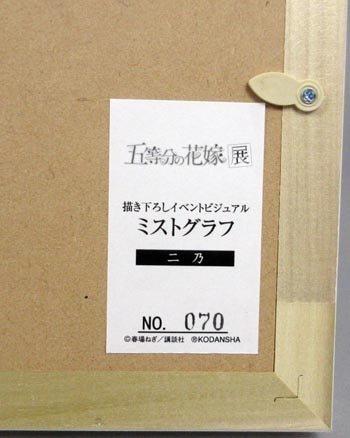 五等分の花嫁展
描き下ろしイベントビジュアル
ミストグラフ
二乃
NO. 070
©春場ねぎ/講談社 ®KODANSHA